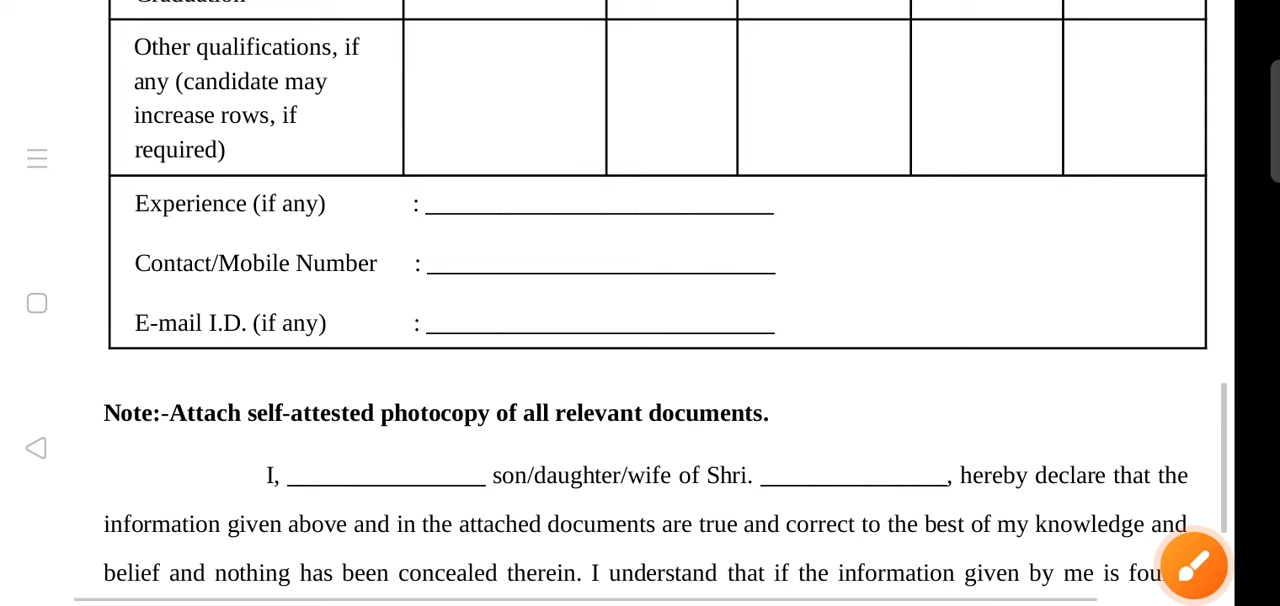 Other qualifications, if
any (candidate may
increase rows, if
required)
Experience (if any) : ____________________________
Contact/Mobile Number : ____________________________
E-mail I.D. (if any) : ____________________________
Note:-Attach self-attested photocopy of all relevant documents.
I, ________________ son/daughter/wife of Shri. _______________, hereby declare that the
information given above and in the attached documents are true and correct to the best of my knowledge and
belief and nothing has been concealed therein. I understand that if the information given by me is